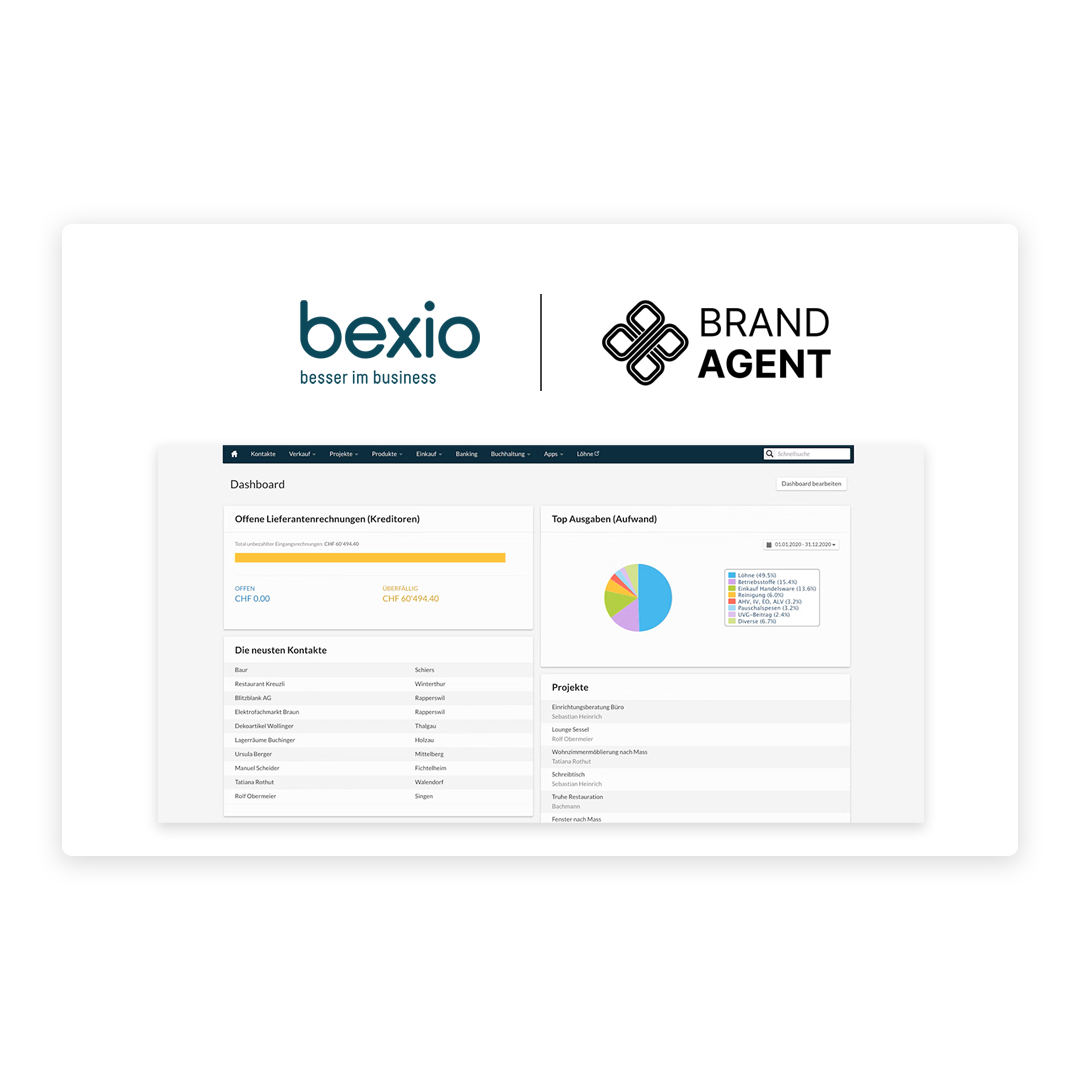 bexio
besser im business
BRAND
AGENT
Kontakte Verkauf Projekte Produkte Einkauf Banking Buchhaltung Apps Löhne Schnellsuche
Dashboard
Dashboard bearbeiten
Offene Lieferantenrechnungen (Kreditoren)
Total unbezahlter Eingangsrechnungen: CHF 60'494.40
OFFEN ÜBERFÄLLIG
CHF 0.00 CHF 60'494.40
Die neusten Kontakte
Baur Schiers
Restaurant Kreuzli Winterthur
Blitzblank AG Rapperswil
Elektrofachmarkt Braun Rapperswil
Dekoartikel Wollinger Thalgau
Lagerräume Buchinger Holzau
Ursula Berger Mittelberg
Manuel Scheider Fichtelheim
Tatiana Rothut Walendorf
Rolf Obermeier Singen
Top Ausgaben (Aufwand)
01.01.2020 - 31.12.2020
Löhne (49.5%)
Betriebsstoffe (15.4%)
Einkauf Handelsware (13.6%)
Reinigung (6.0%)
AHV, IV, EO, ALV (3.2%)
Pauschalspesen (3.2%)
UVG-Beitrag (2.4%)
Diverse (6.7%)
Projekte
Einrichtungsberatung Büro
Sebastian Heinrich
Lounge Sessel
Rolf Obermeier
Wohnzimmermöblierung nach Mass
Tatiana Rothut
Schreibtisch
Sebastian Heinrich
Truhe Restauration
Bachmann
Fenster nach Mass